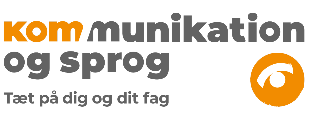 kommunikation
og sprog
Tæt på dig og dit fag